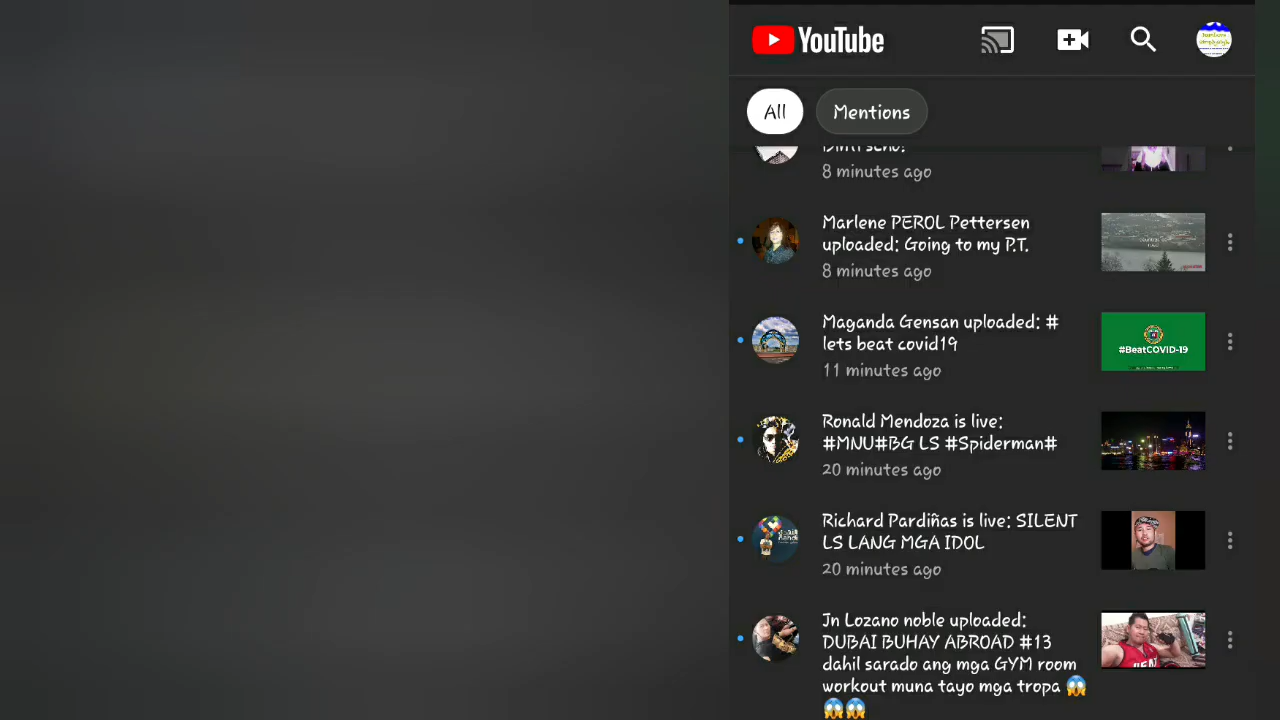 YouTube
All
Mentions
8 minutes ago
Marlene PEROL Pettersen
uploaded: Going to my P.T.
8 minutes ago
Maganda Gensan uploaded: #
lets beat covid19
11 minutes ago
#BeatCOVID-19
Ronald Mendoza is live:
#MNU#BG LS #Spiderman#
20 minutes ago
Richard Pardiñas is live: SILENT
LS LANG MGA IDOL
20 minutes ago
Jn Lozano noble uploaded:
DUBAI BUHAY ABROAD #13
dahil sarado ang mga GYM room
workout muna tayo mga tropa 😱
😱😱